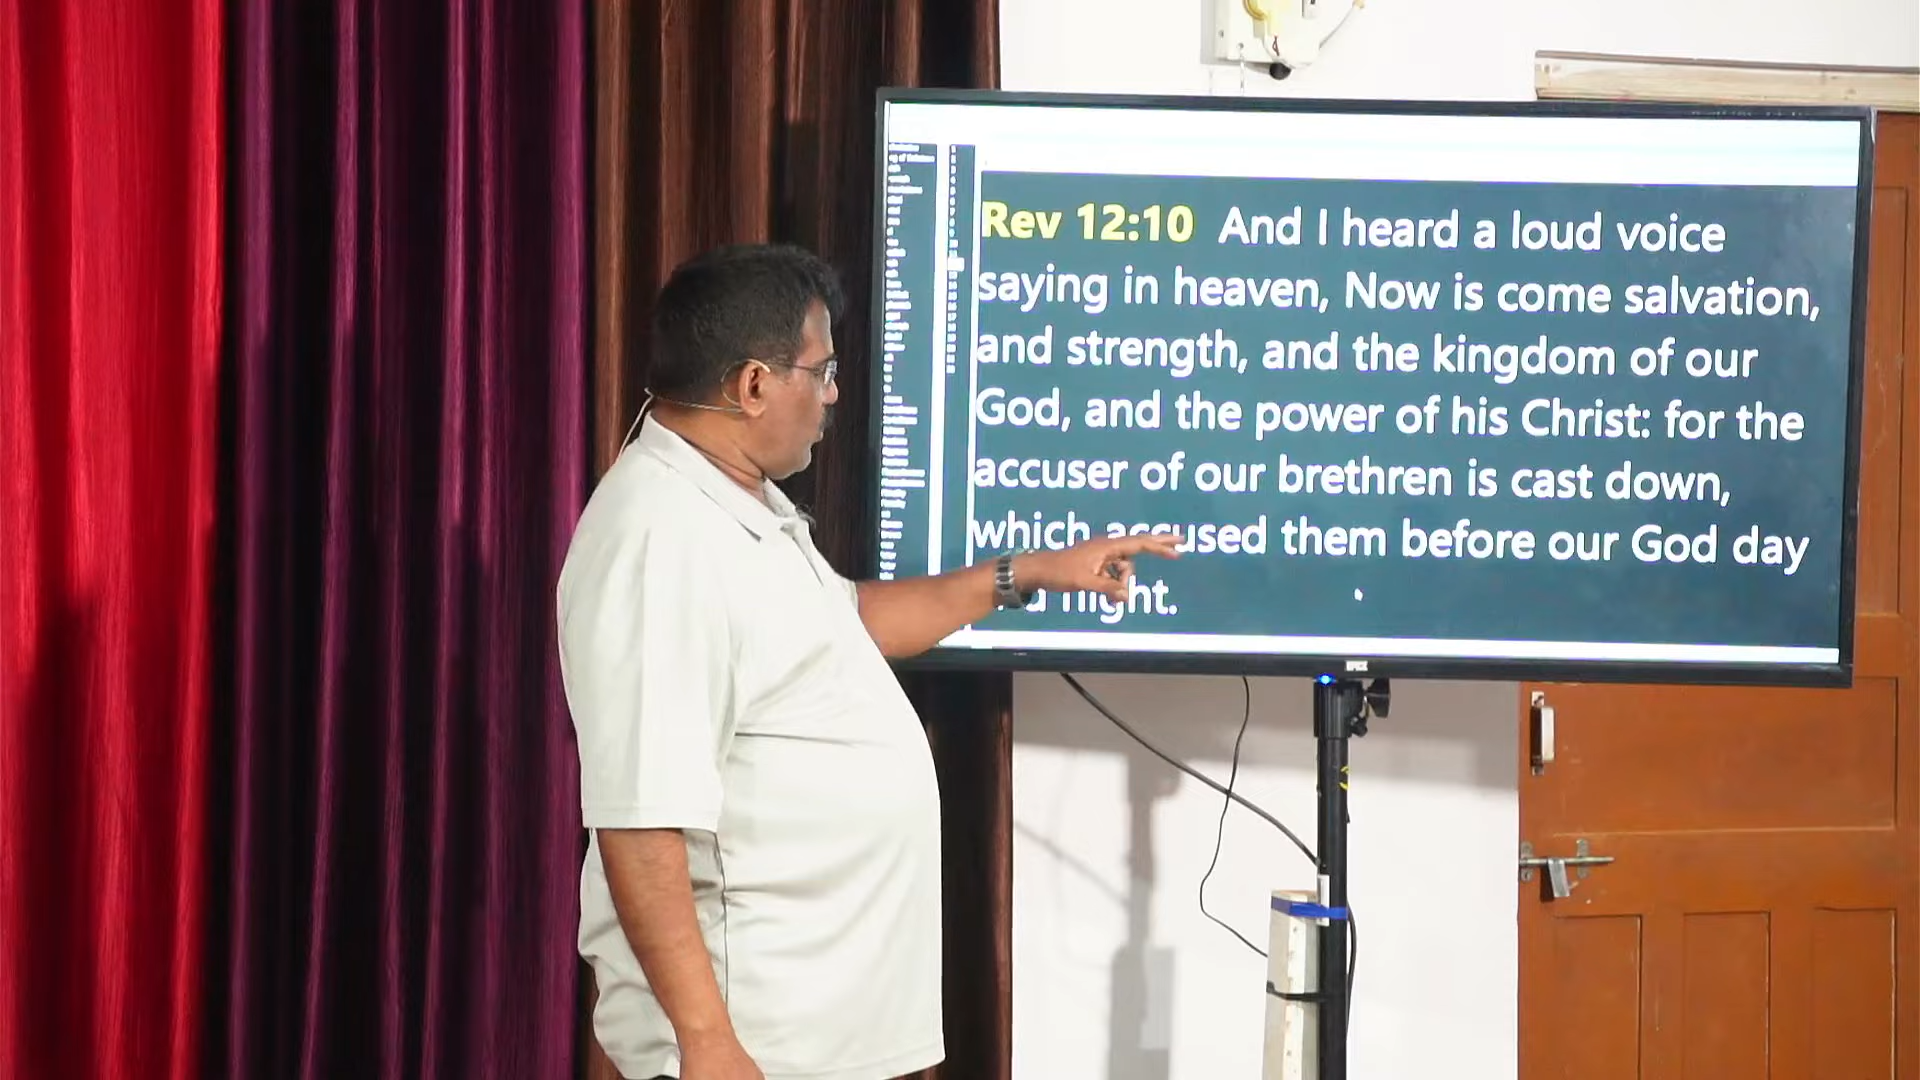 Rev 12:10 And I heard a loud voice
saying in heaven, Now is come salvation,
and strength, and the kingdom of our
God, and the power of his Christ: for the
accuser of our brethren is cast down,
which accused them before our God day
night.